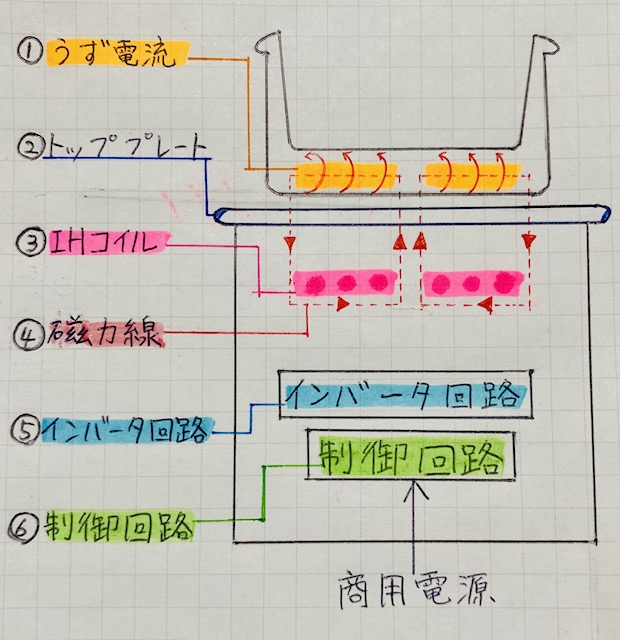 ①うず電流
②トッププレート
③IHコイル
④磁力線
⑤インバータ回路
⑥制御回路
インバータ回路
制御回路
商用電源